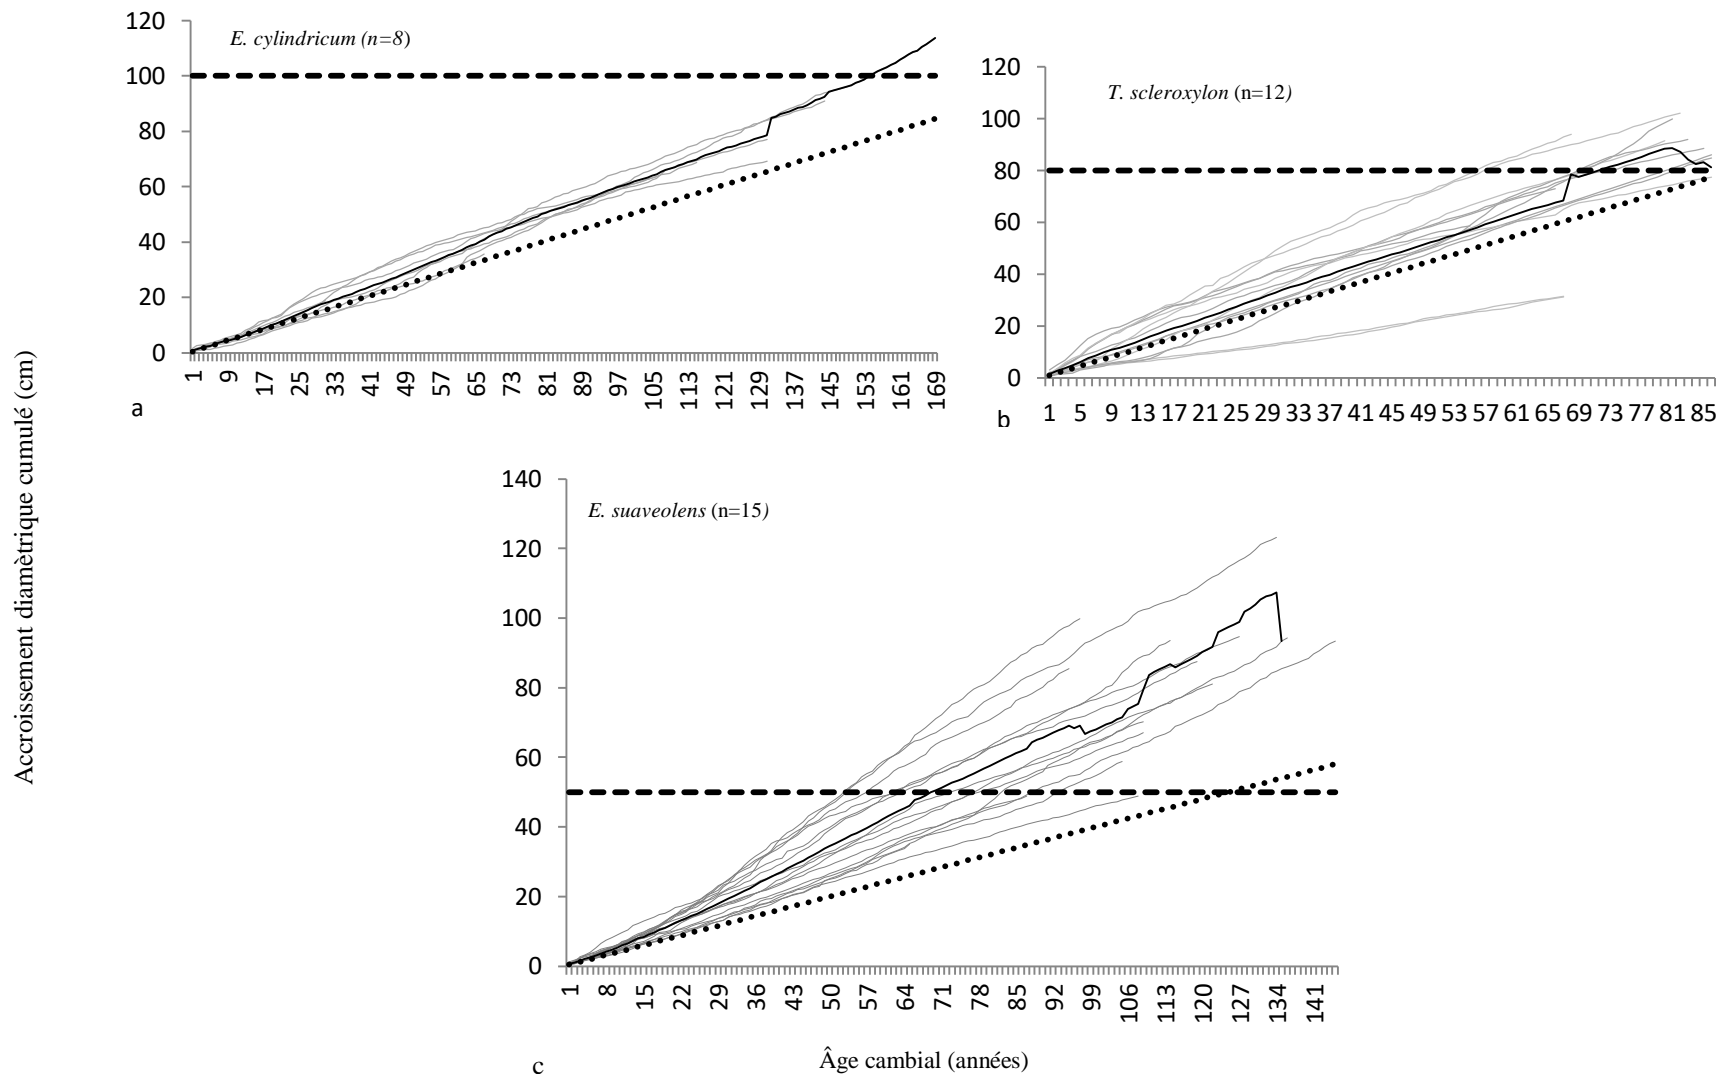 Accroissement diamètrique cumulé (cm)
120
100
80
60
40
20
0
E. cylindricum (n=8)
1 9 17 25 33 41 49 57 65 73 81 89 97 105 113 121 129 137 145 153 161 169
a
120
100
80
60
40
20
0
T. scleroxylon (n=12)
1 5 9 13 17 21 25 29 33 37 41 45 49 53 57 61 65 69 73 77 81 85
b
140
120
100
80
60
40
20
0
E. suaveolens (n=15)
1 8 15 22 29 36 43 50 57 64 71 78 85 92 99 106 113 120 127 134 141
c
Âge cambial (années)